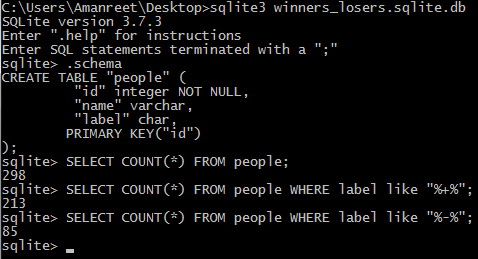 C:\Users\Amanreet\Desktop>sqlite3 winners_losers.sqlite.db
SQLite version 3.7.3
Enter ".help" for instructions
Enter SQL statements terminated with a ";"
sqlite> .schema
CREATE TABLE "people" (
"id" integer NOT NULL,
"name" varchar,
"label" char,
PRIMARY KEY("id")
);
sqlite> SELECT COUNT(*) FROM people;
298
sqlite> SELECT COUNT(*) FROM people WHERE label like "%+%";
213
sqlite> SELECT COUNT(*) FROM people WHERE label like "%-%";
85
sqlite> _